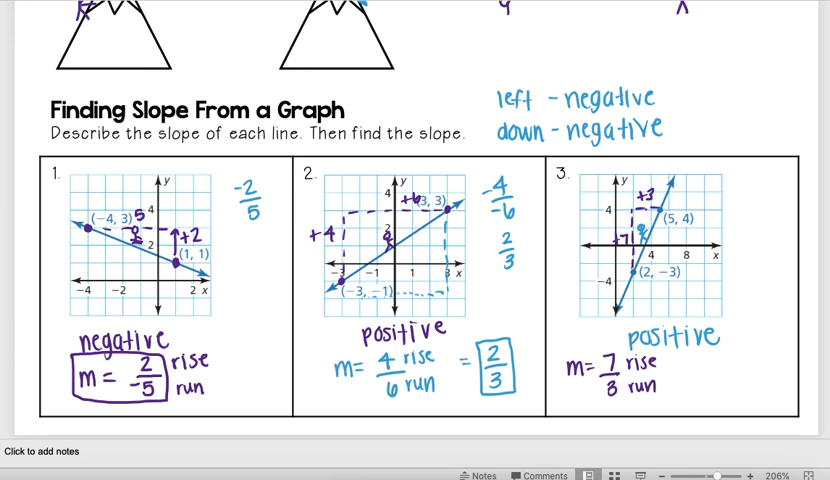 left - negative
down - negative
Finding Slope From a Graph
Describe the slope of each line. Then find the slope.
1.
y
4
2
(-4, 3)
5
+2
(1, 1)
-4
-2
2
x
-2/5
negative
m = 2/-5
rise
run
2.
y
4
2
+6
(3, 3)
+4
-3
-1
1
3
x
(-3, -1)
-4/-6
2/3
positive
m = 4/6
rise
run
= 2/3
3.
y
4
+3
(5, 4)
+7
4
8
x
-4
(2, -3)
positive
m = 7/3
rise
run
Click to add notes
Notes
Comments
206%